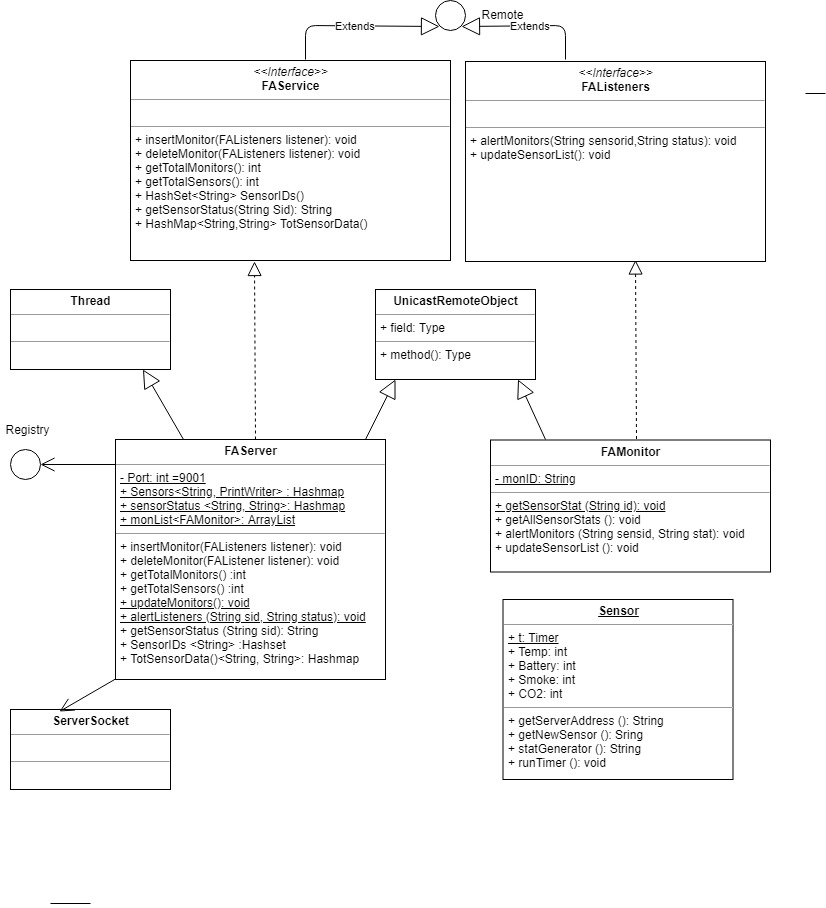 Remote
Extends
Extends
<<Interface>>
FAService
+ insertMonitor(FAListeners listener): void
+ deleteMonitor(FAListeners listener): void
+ getTotalMonitors(): int
+ getTotalSensors(): int
+ HashSet<String> SensorIDs()
+ getSensorStatus(String Sid): String
+ HashMap<String,String> TotSensorData()
<<Interface>>
FAListeners
+ alertMonitors(String sensorid,String status): void
+ updateSensorList(): void
Thread
UnicastRemoteObject
+ field: Type
+ method(): Type
Registry
FAServer
- Port: int =9001
+ Sensors<String, PrintWriter> : Hashmap
+ sensorStatus <String, String>: Hashmap
+ monList<FAMonitor>: ArrayList
+ insertMonitor(FAListeners listener): void
+ deleteMonitor(FAListener listener): void
+ getTotalMonitors() :int
+ getTotalSensors() :int
+ updateMonitors(): void
+ alertListeners (String sid, String status): void
+ getSensorStatus (String sid): String
+ SensorIDs <String> :Hashset
+ TotSensorData()<String, String>: Hashmap
FAMonitor
- monID: String
+ getSensorStat (String id): void
+ getAllSensorStats (): void
+ alertMonitors (String sensid, String stat): void
+ updateSensorList (): void
Sensor
+ t: Timer
+ Temp: int
+ Battery: int
+ Smoke: int
+ CO2: int
+ getServerAddress (): String
+ getNewSensor (): Sring
+ statGenerator (): String
+ runTimer (): void
ServerSocket